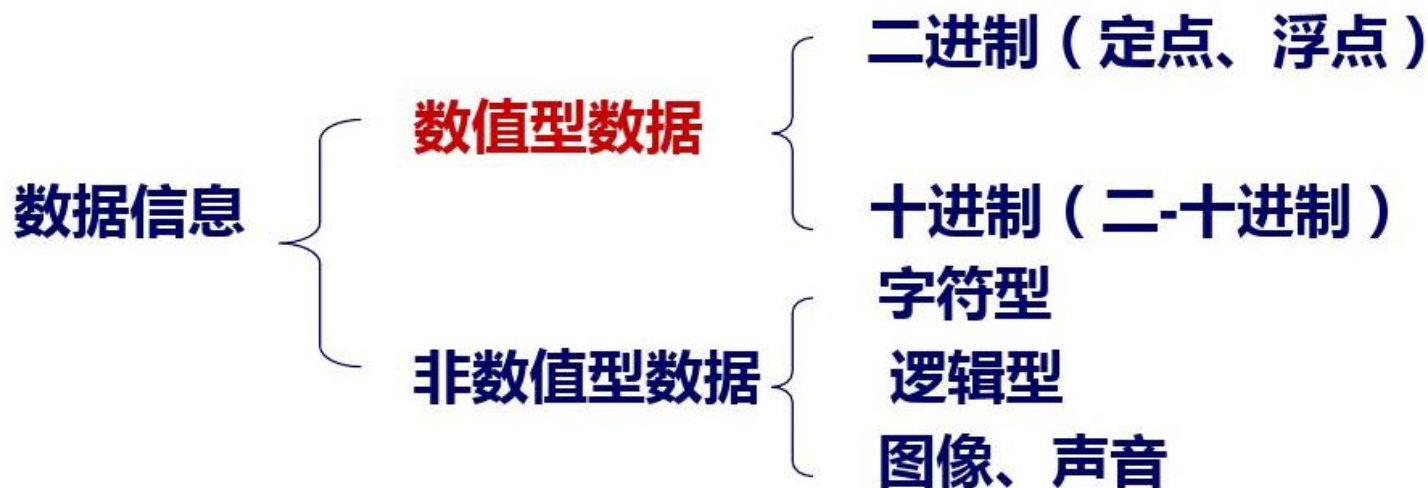 二进制（定点、浮点）
数值型数据
数据信息
十进制（二-十进制）
字符型
非数值型数据
逻辑型
图像、声音